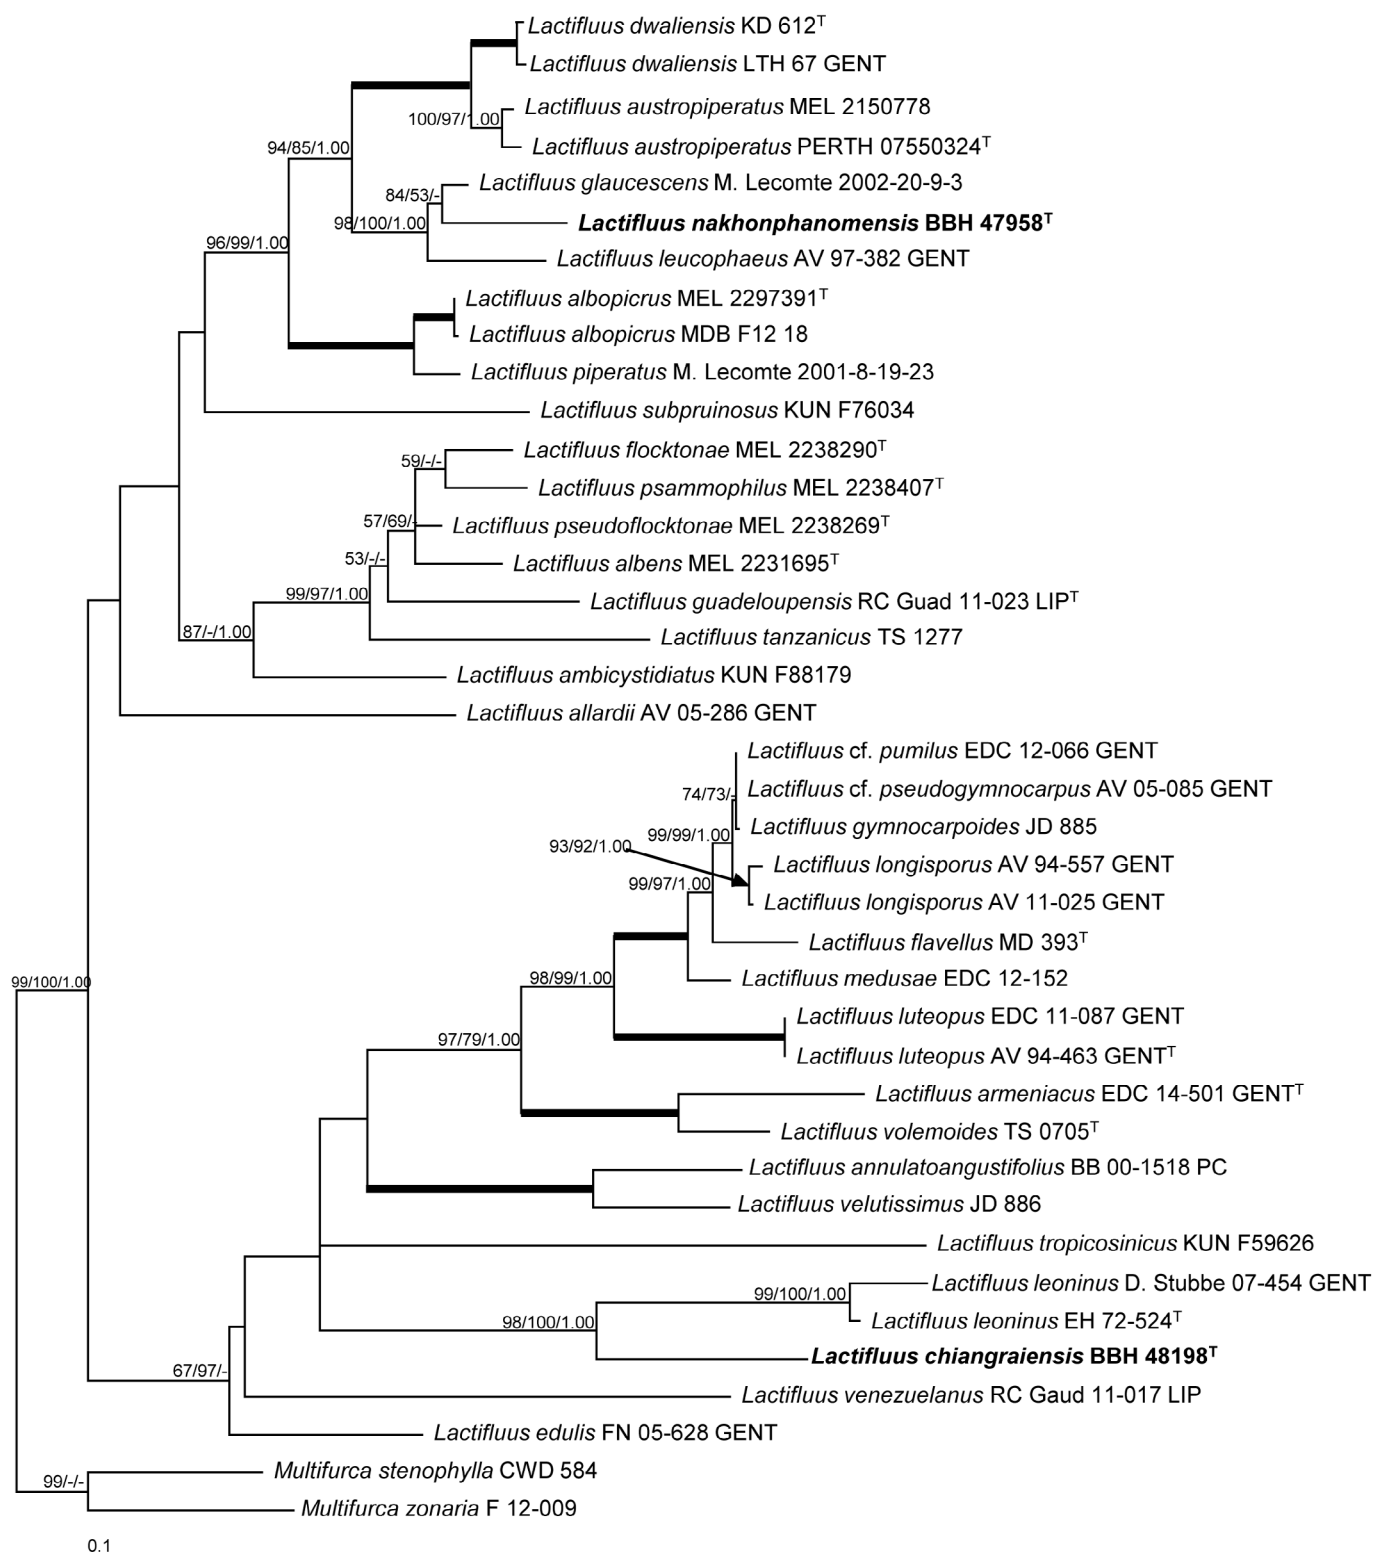 Lactifluus dwaliensis KD 612ᵀ
Lactifluus dwaliensis LTH 67 GENT
Lactifluus austropiperatus MEL 2150778
100/97/1.00
Lactifluus austropiperatus PERTH 07550324ᵀ
94/85/1.00
Lactifluus glaucescens M. Lecomte 2002-20-9-3
84/53/-
Lactifluus nakhonphanomensis BBH 47958ᵀ
98/100/1.00
96/99/1.00
Lactifluus leucophaeus AV 97-382 GENT
Lactifluus albopicrus MEL 2297391ᵀ
Lactifluus albopicrus MDB F12 18
Lactifluus piperatus M. Lecomte 2001-8-19-23
Lactifluus subpruinosus KUN F76034
Lactifluus flocktonae MEL 2238290ᵀ
59/-/-
Lactifluus psammophilus MEL 2238407ᵀ
57/69/-
Lactifluus pseudoflocktonae MEL 2238269ᵀ
53/-/-
Lactifluus albens MEL 2231695ᵀ
99/97/1.00
Lactifluus guadeloupensis RC Guad 11-023 LIPᵀ
87/-/1.00
Lactifluus tanzanicus TS 1277
Lactifluus ambicystidiatus KUN F88179
Lactifluus allardii AV 05-286 GENT
Lactifluus cf. pumilus EDC 12-066 GENT
74/73/-
Lactifluus cf. pseudogymnocarpus AV 05-085 GENT
Lactifluus gymnocarpoides JD 885
99/99/1.00
93/92/1.00
Lactifluus longisporus AV 94-557 GENT
99/97/1.00
Lactifluus longisporus AV 11-025 GENT
Lactifluus flavellus MD 393ᵀ
98/99/1.00
Lactifluus medusae EDC 12-152
99/100/1.00
Lactifluus luteopus EDC 11-087 GENT
97/79/1.00
Lactifluus luteopus AV 94-463 GENTᵀ
Lactifluus armeniacus EDC 14-501 GENTᵀ
Lactifluus volemoides TS 0705ᵀ
Lactifluus annulatoangustifolius BB 00-1518 PC
Lactifluus velutissimus JD 886
Lactifluus tropicosinicus KUN F59626
Lactifluus leoninus D. Stubbe 07-454 GENT
99/100/1.00
Lactifluus leoninus EH 72-524ᵀ
98/100/1.00
Lactifluus chiangraiensis BBH 48198ᵀ
67/97/-
Lactifluus venezuelanus RC Gaud 11-017 LIP
Lactifluus edulis FN 05-628 GENT
Multifurca stenophylla CWD 584
99/-/-
Multifurca zonaria F 12-009
0.1